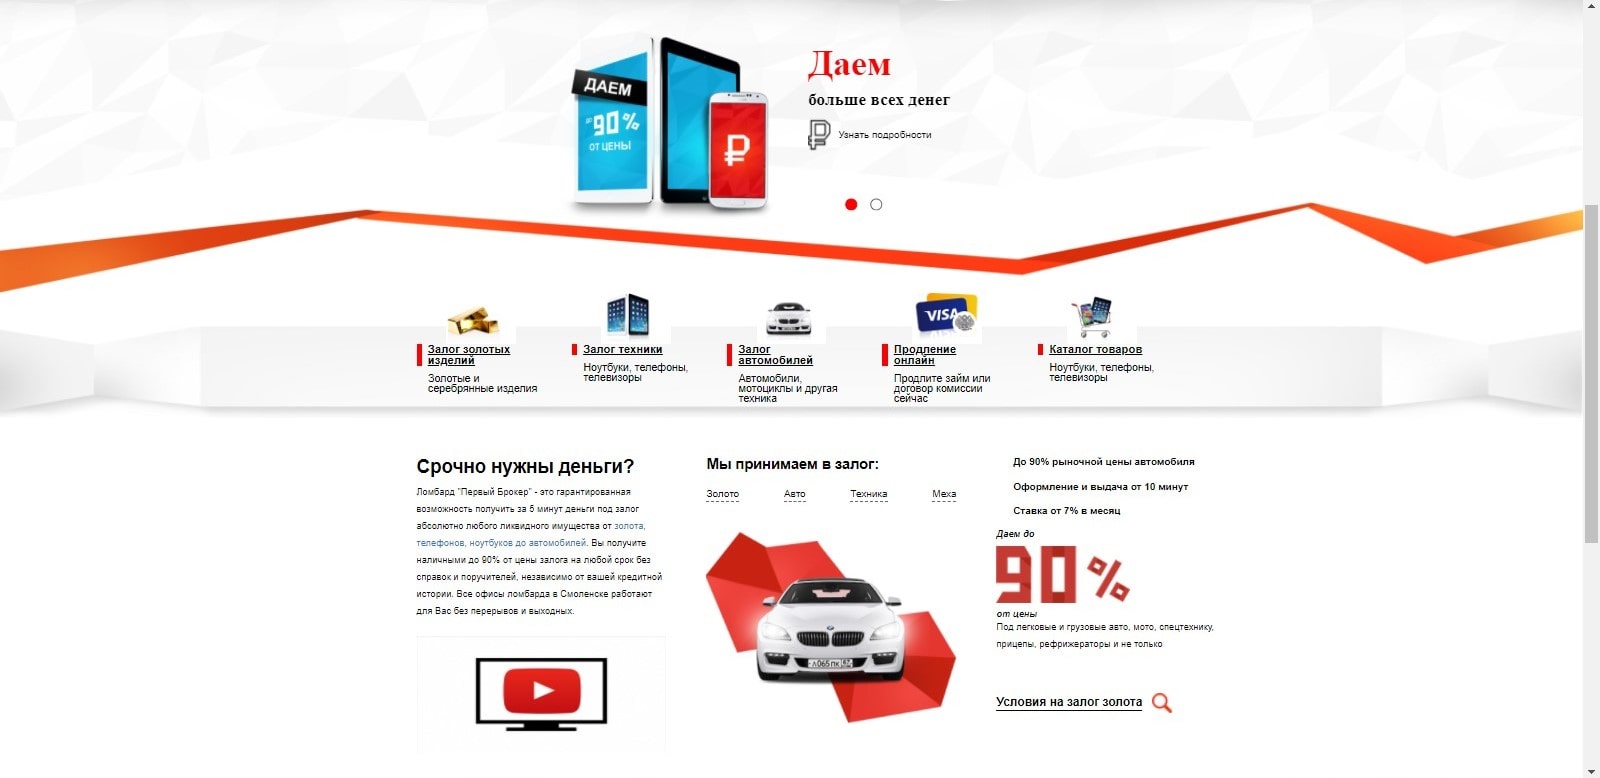 ДАЕМ
до 90%
ОТ ЦЕНЫ
Даем
больше всех денег
Узнать подробности
VISA
Залог золотых
изделий
Золотые и
серебрянные изделия
Залог техники
Ноутбуки, телефоны,
телевизоры
Залог
автомобилей
Автомобили,
мотоциклы и другая
техника
Продление
онлайн
Продлите займ или
договор комиссии
сейчас
Каталог товаров
Ноутбуки, телефоны,
телевизоры
Срочно нужны деньги?
Ломбард "Первый Брокер" - это гарантированная
возможность получить за 5 минут деньги под залог
абсолютно любого ликвидного имущества от золота,
телефонов, ноутбуков до автомобилей. Вы получите
наличными до 90% от цены залога на любой срок без
справок и поручителей, независимо от вашей кредитной
истории. Все офисы ломбарда в Смоленске работают
для Вас без перерывов и выходных.
Мы принимаем в залог:
Золото Авто Техника Меха
л065пк 67
До 90% рыночной цены автомобиля
Оформление и выдача от 10 минут
Ставка от 7% в месяц
Даем до
90%
от цены
Под легковые и грузовые авто, мото, спецтехнику,
прицепы, рефрижераторы и не только
Условия на залог золота